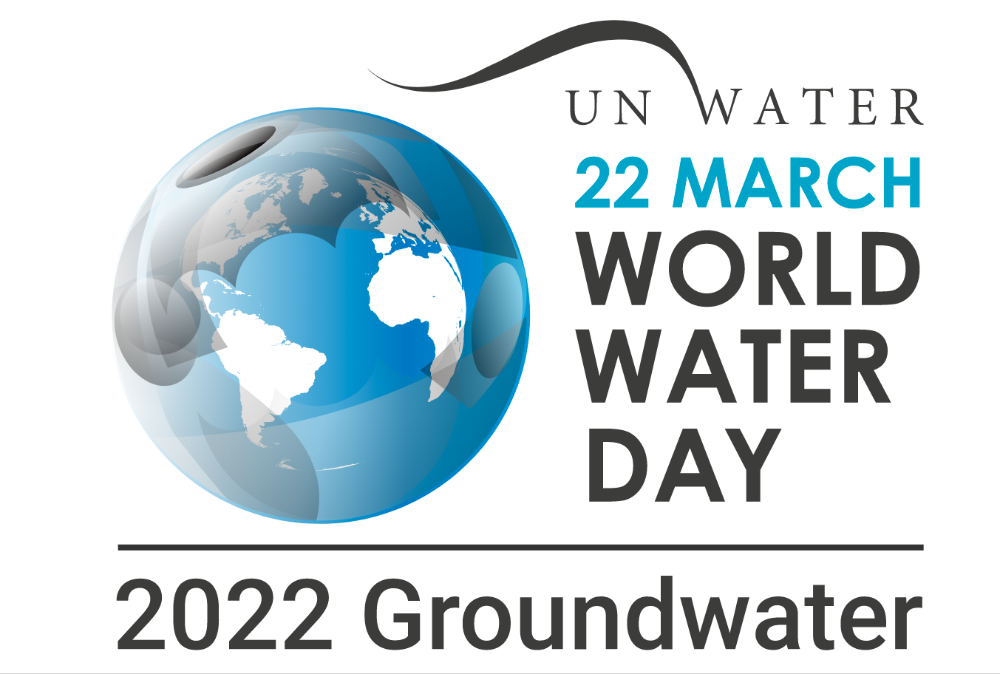 UN WATER
22 MARCH
WORLD
WATER
DAY
2022 Groundwater